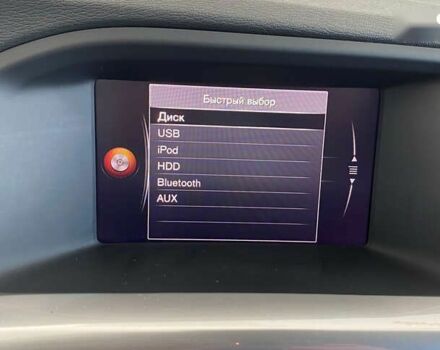 Быстрый выбор
Диск
USB
iPod
HDD
Bluetooth
AUX